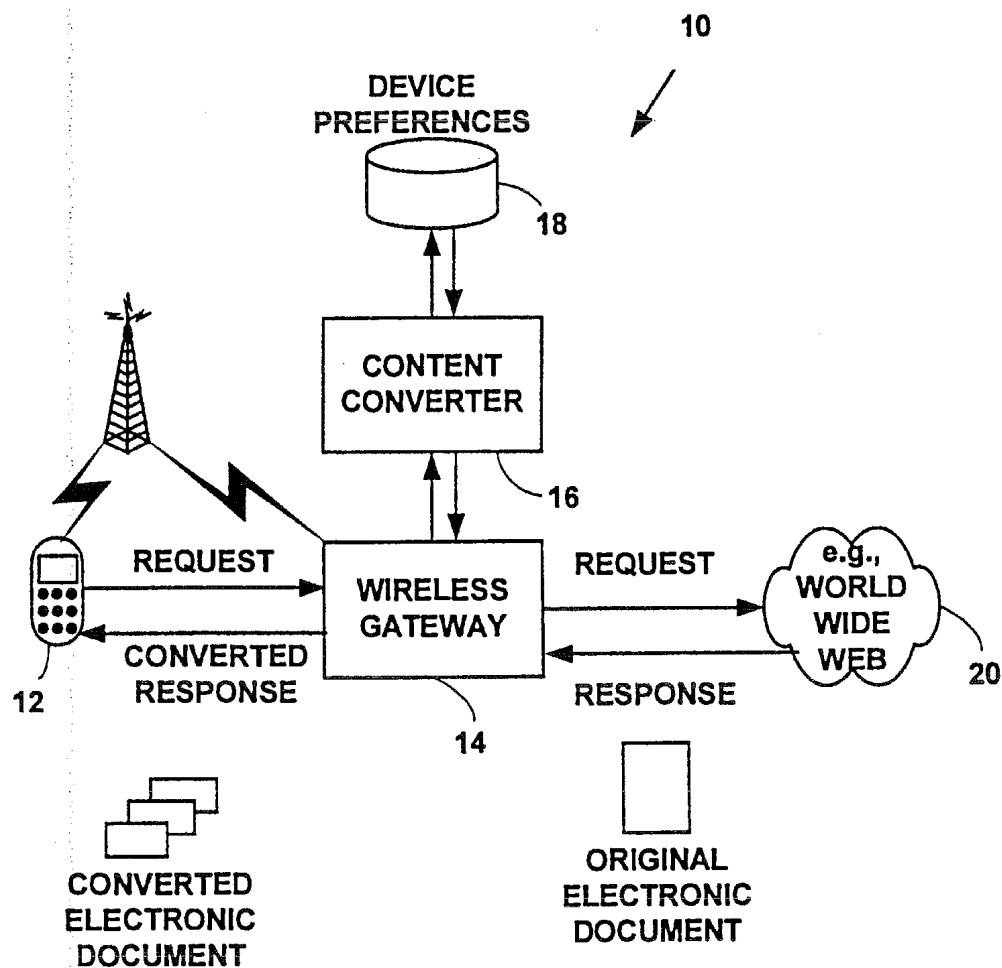 10
DEVICE
PREFERENCES
18
CONTENT
CONVERTER
16
REQUEST
WIRELESS
GATEWAY
REQUEST
e.g.,
WORLD
WIDE
WEB
CONVERTED
RESPONSE
12
14
RESPONSE
20
CONVERTED
ELECTRONIC
DOCUMENT
ORIGINAL
ELECTRONIC
DOCUMENT